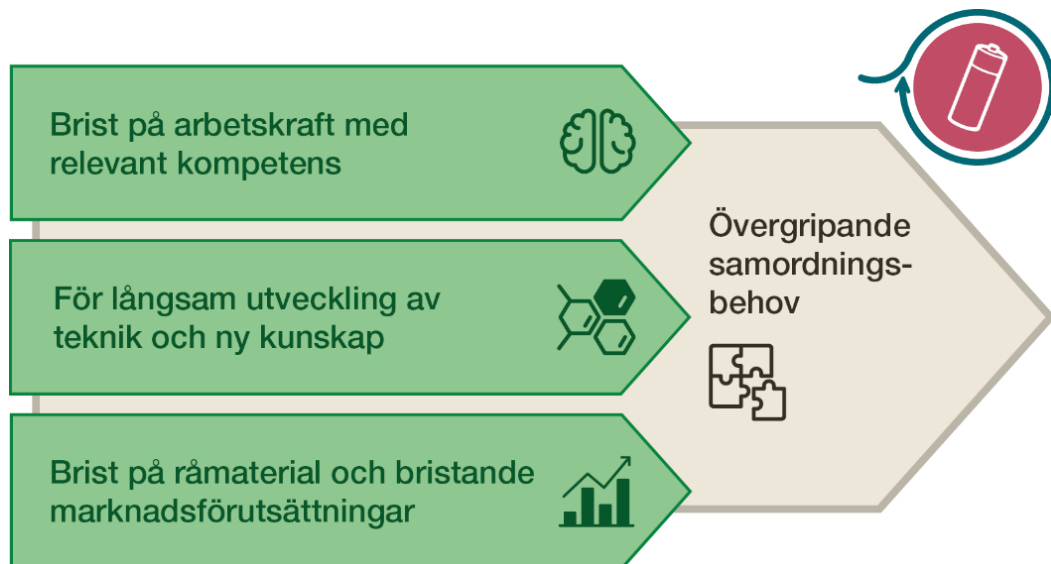 Brist på arbetskraft med
relevant kompetens
För långsam utveckling av
teknik och ny kunskap
Brist på råmaterial och bristande
marknadsförutsättningar
Övergripande
samordnings-
behov